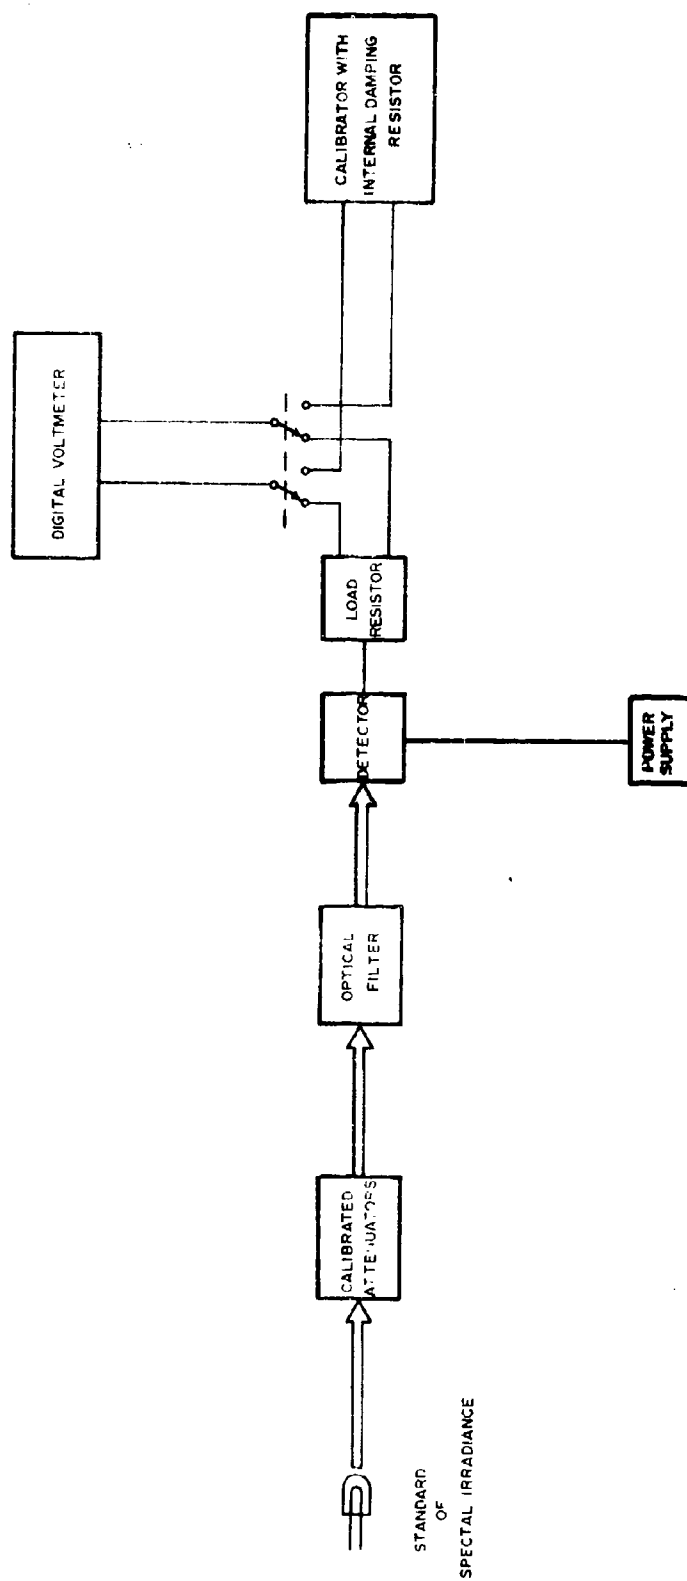 STANDARD
OF
SPECTAL IRRADIANCE
CALIBRATED
ATTENUATORS
OPTICAL
FILTER
DETECTOR
POWER
SUPPLY
LOAD
RESISTOR
DIGITAL VOLTMETER
CALIBRATOR WITH
INTERNAL DAMPING
RESISTOR